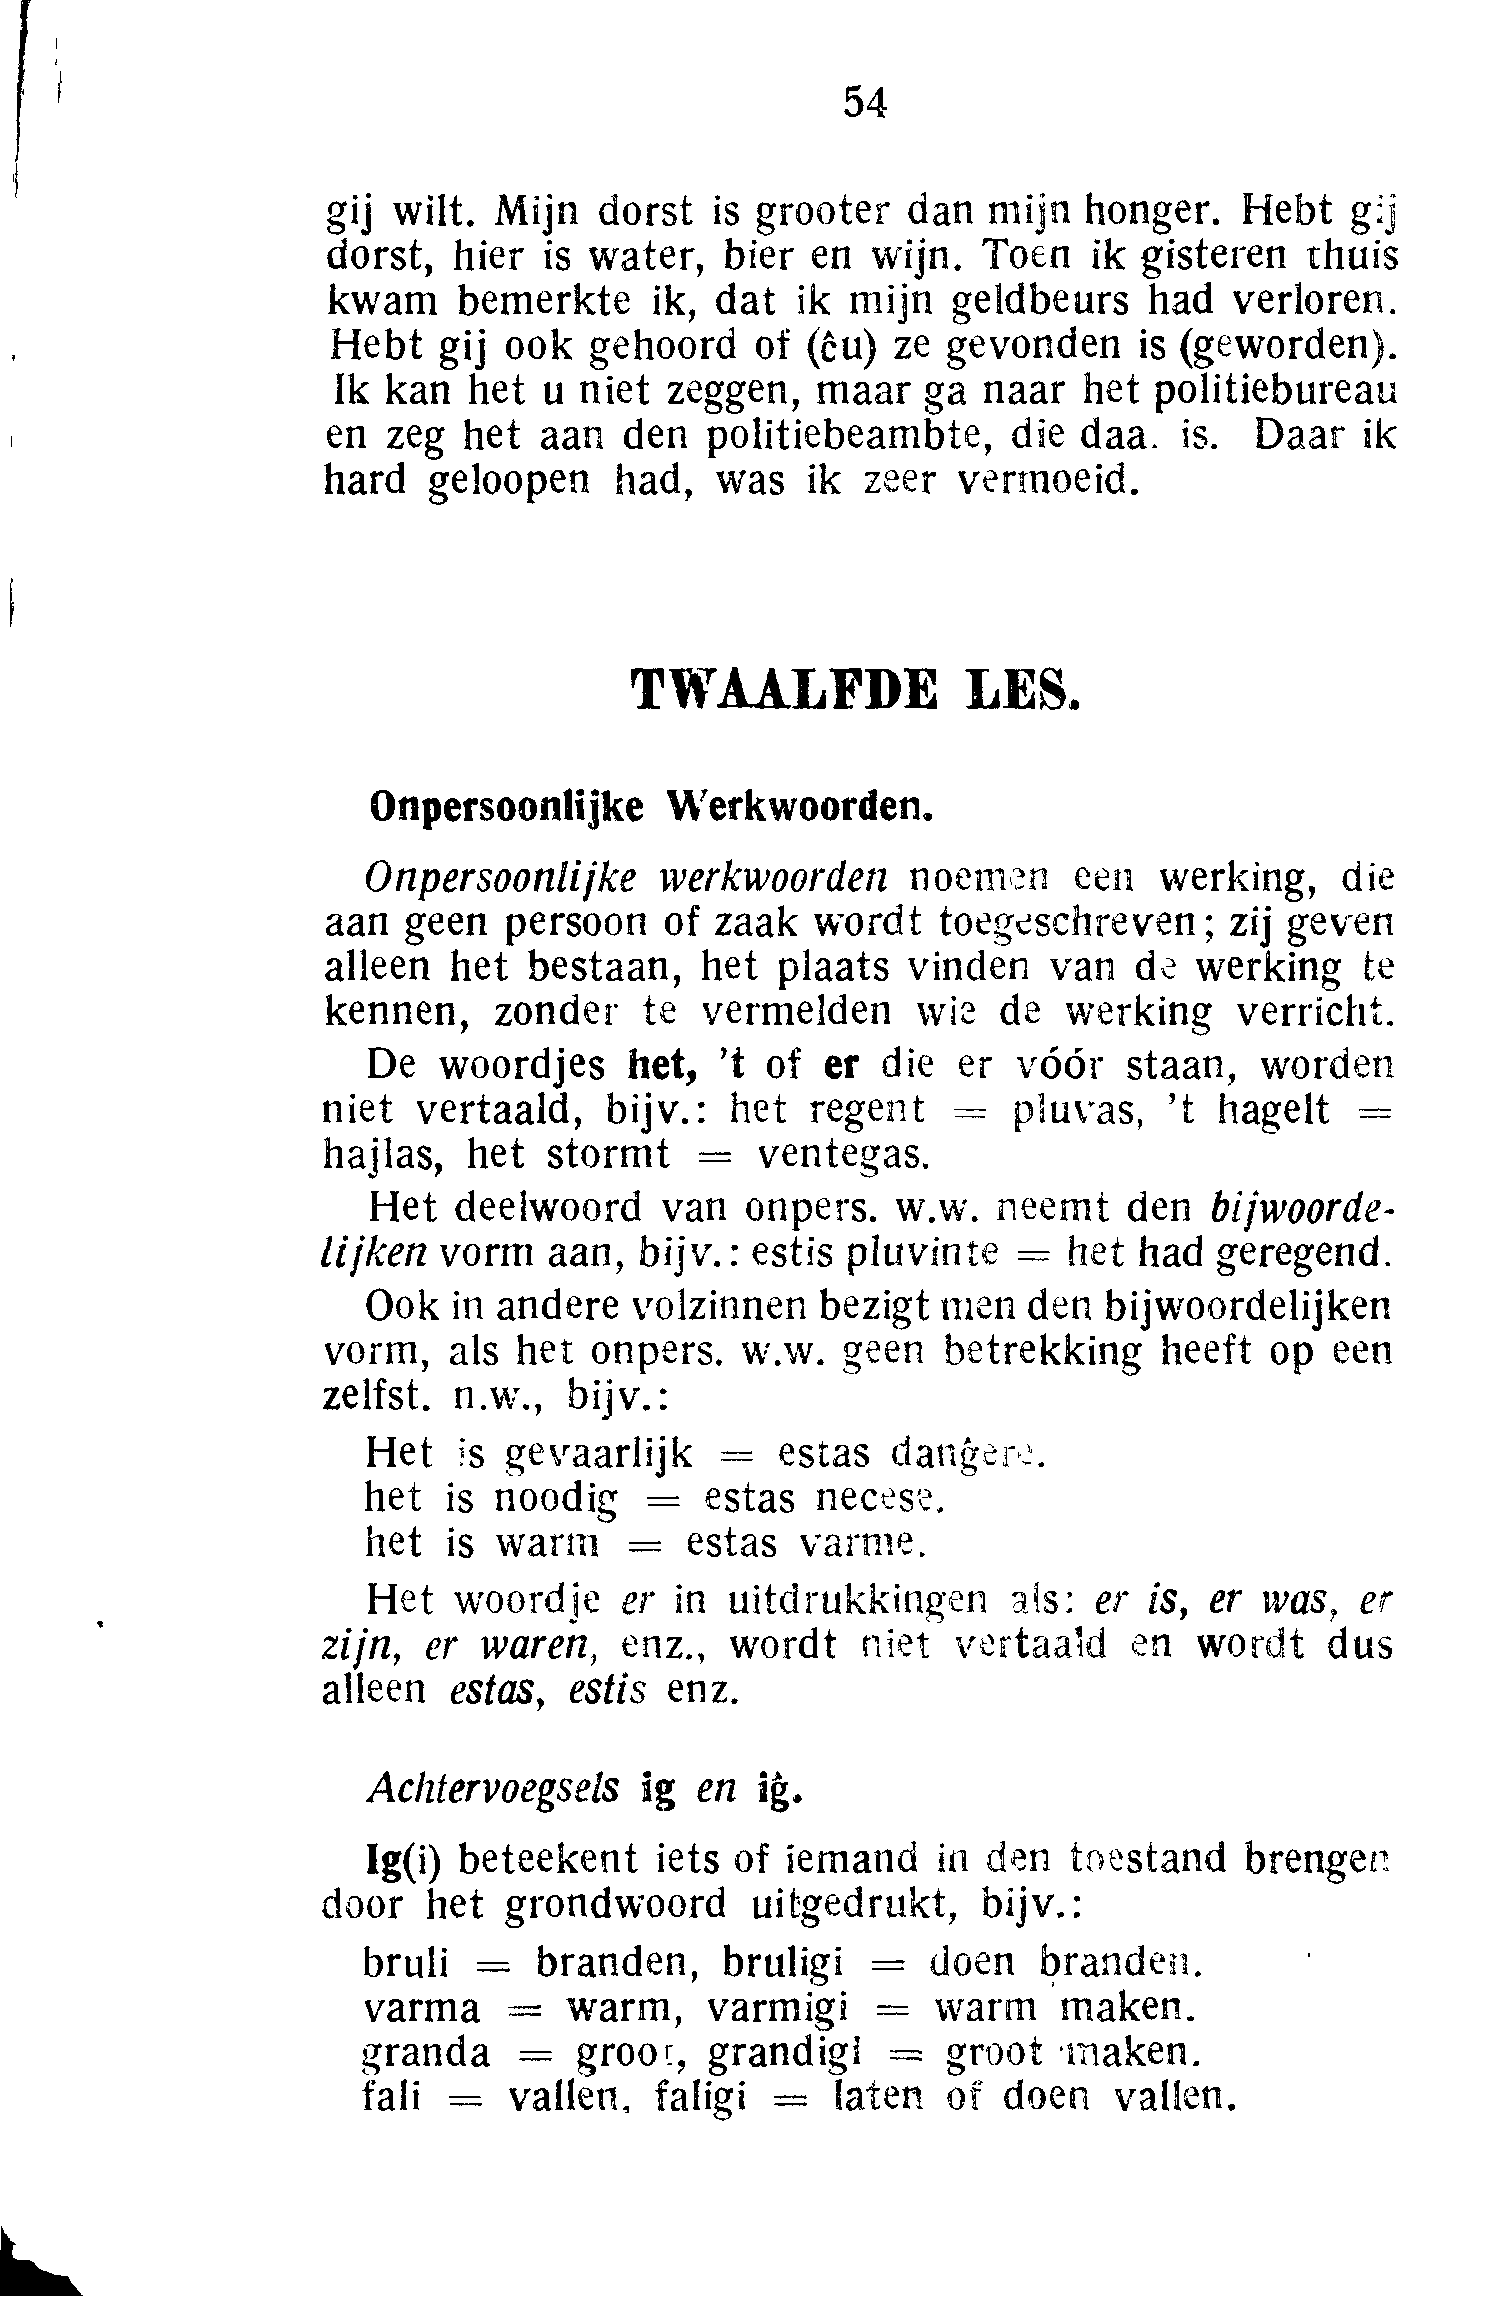 54
gij wilt. Mijn dorst is grooter dan mijn honger. Hebt gij
dorst, hier is water, bier en wijn. Toen ik gisteren thuis
kwam bemerkte ik, dat ik mijn geldbeurs had verloren.
Hebt gij ook gehoord of (ĉu) ze gevonden is (geworden).
Ik kan het u niet zeggen, maar ga naar het politiebureau
en zeg het aan den politiebeambte, die daa. is. Daar ik
hard geloopen had, was ik zeer vermoeid.
TWAALFDE LES.
Onpersoonlijke Werkwoorden.
Onpersoonlijke werkwoorden noemen een werking, die
aan geen persoon of zaak wordt toegeschreven; zij geven
alleen het bestaan, het plaats vinden van de werking te
kennen, zonder te vermelden wie de werking verricht.
De woordjes het, 't of er die er vóór staan, worden
niet vertaald, bijv.: het regent = pluvas, 't hagelt =
hajlas, het stormt = ventegas.
Het deelwoord van onpers. w.w. neemt den bijwoorde-
lijken vorm aan, bijv.: estis pluvinte = het had geregend.
Ook in andere volzinnen bezigt men den bijwoordelijken
vorm, als het onpers. w.w. geen betrekking heeft op een
zelfst. n.w., bijv.:
Het is gevaarlijk = estas danĝere.
het is noodig = estas necese.
het is warm = estas varme.
Het woordje er in uitdrukkingen als: er is, er was, er
zijn, er waren, enz., wordt niet vertaald en wordt dus
alleen estas, estis enz.
Achtervoegsels ig en iĝ.
Ig(i) beteekent iets of iemand in den toestand brengen
door het grondwoord uitgedrukt, bijv.:
bruli = branden, bruligi = doen branden.
varma = warm, varmigi = warm maken.
granda = groot, grandigi = groot maken.
fali = vallen, faligi = laten of doen vallen.